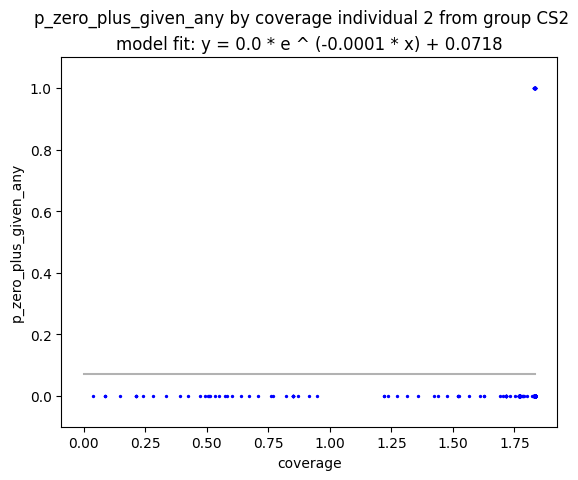 p_zero_plus_given_any by coverage individual 2 from group CS2
model fit: y = 0.0 * e ^ (-0.0001 * x) + 0.0718
1.0
0.8
0.6
0.4
0.2
0.0
p_zero_plus_given_any
0.00 0.25 0.50 0.75 1.00 1.25 1.50 1.75
coverage